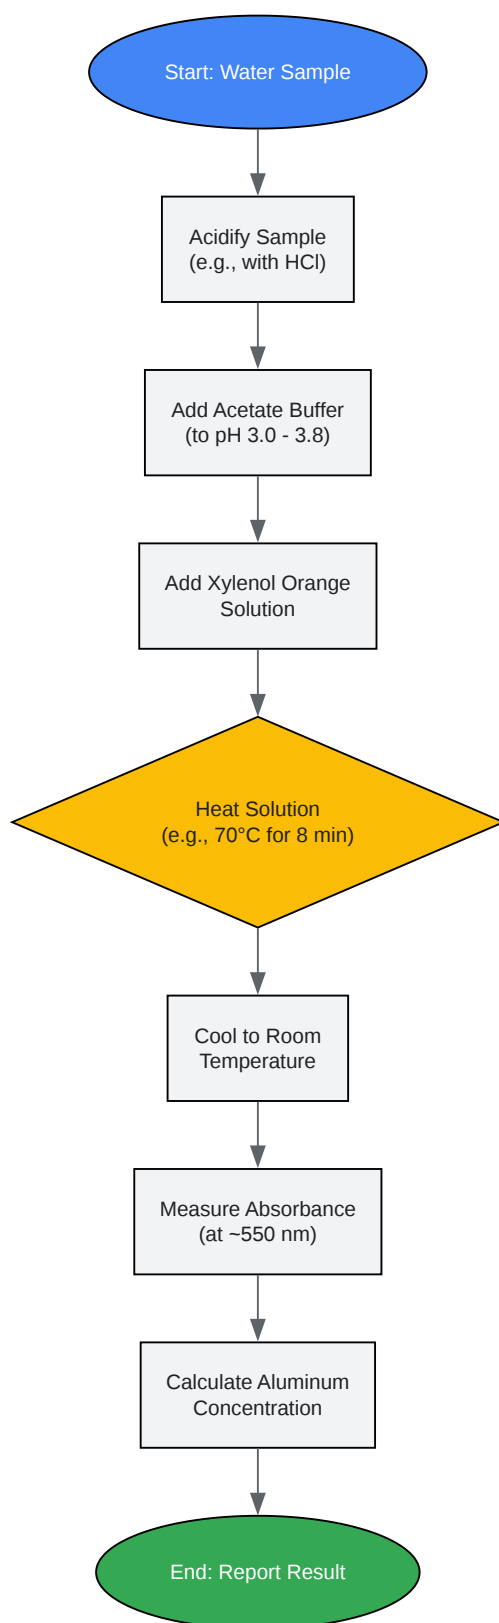 Start: Water Sample
Acidify Sample
(e.g., with HCl)
Add Acetate Buffer
(to pH 3.0 - 3.8)
Add Xylenol Orange
Solution
Heat Solution
(e.g., 70°C for 8 min)
Cool to Room
Temperature
Measure Absorbance
(at ~550 nm)
Calculate Aluminum
Concentration
End: Report Result